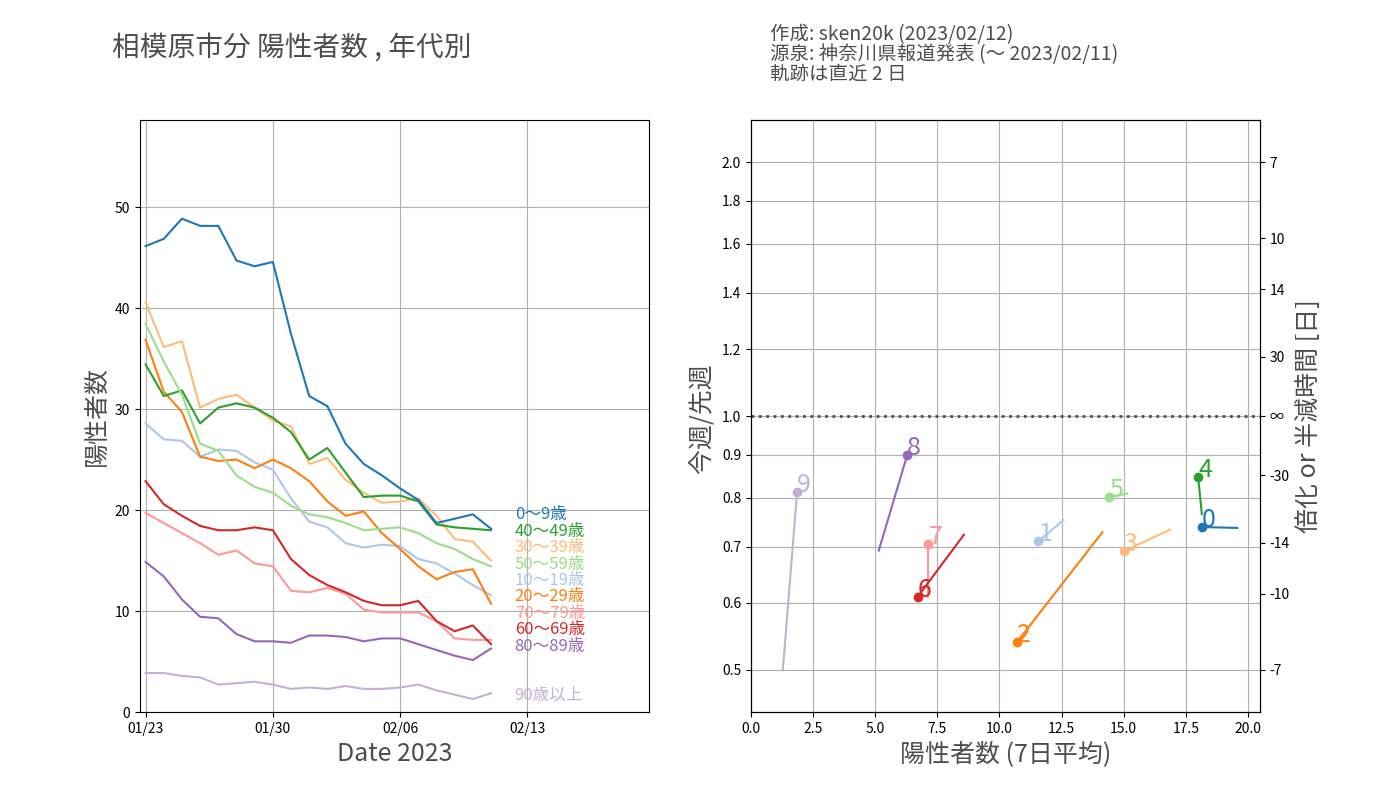 相模原市分 陽性者数 , 年代別
作成: sken20k (2023/02/12)
源泉: 神奈川県報道発表 (～ 2023/02/11)
軌跡は直近 2 日
陽性者数
50
40
30
20
10
0
01/23
01/30
02/06
02/13
Date 2023
0～9歳
40～49歳
30～39歳
50～59歳
10～19歳
20～29歳
70～79歳
60～69歳
80～89歳
90歳以上
今週/先週
2.0
1.8
1.6
1.4
1.2
1.0
0.9
0.8
0.7
0.6
0.5
9
8
7
6
5
4
3
2
1
0
0.0
2.5
5.0
7.5
10.0
12.5
15.0
17.5
20.0
陽性者数 (7日平均)
7
10
14
30
∞
-30
-14
-10
-7
倍化 or 半減時間 [日]